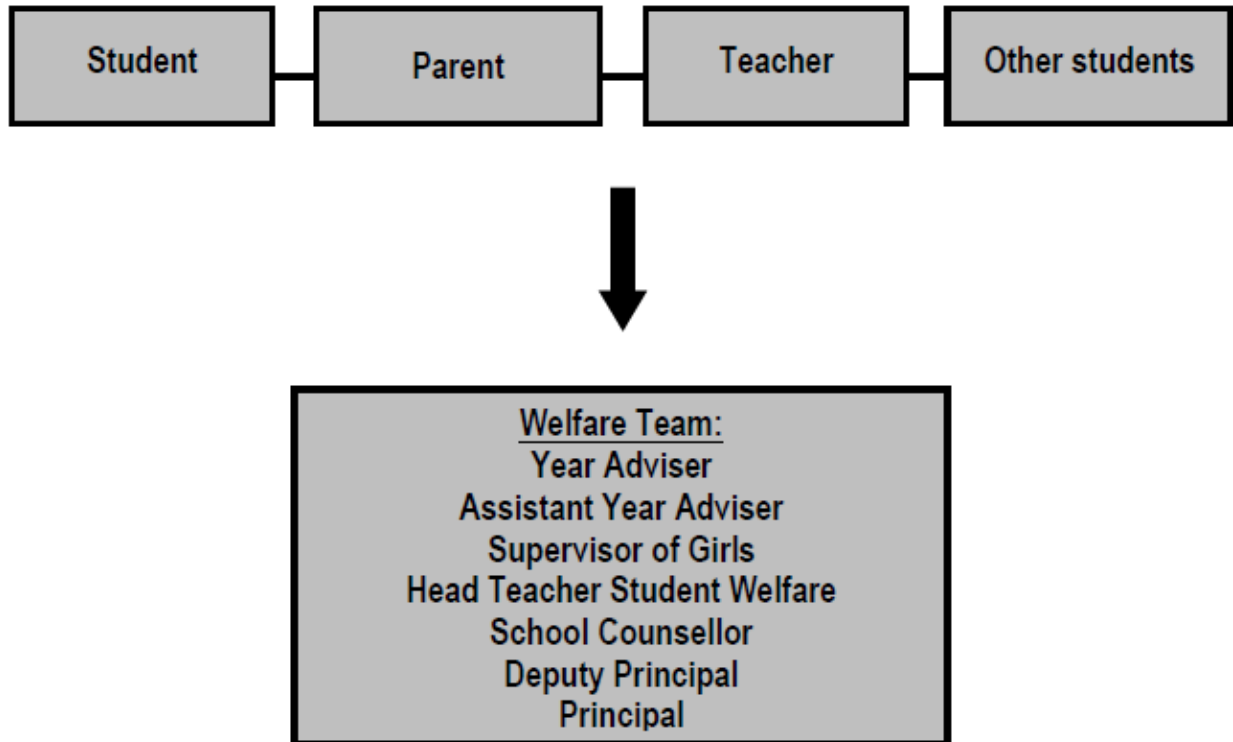 Student
Parent
Teacher
Other students
Welfare Team:
Year Adviser
Assistant Year Adviser
Supervisor of Girls
Head Teacher Student Welfare
School Counsellor
Deputy Principal
Principal